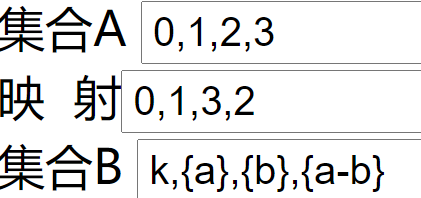 集合A 0,1,2,3
映 射 0,1,3,2
集合B k,{a},{b},{a-b}